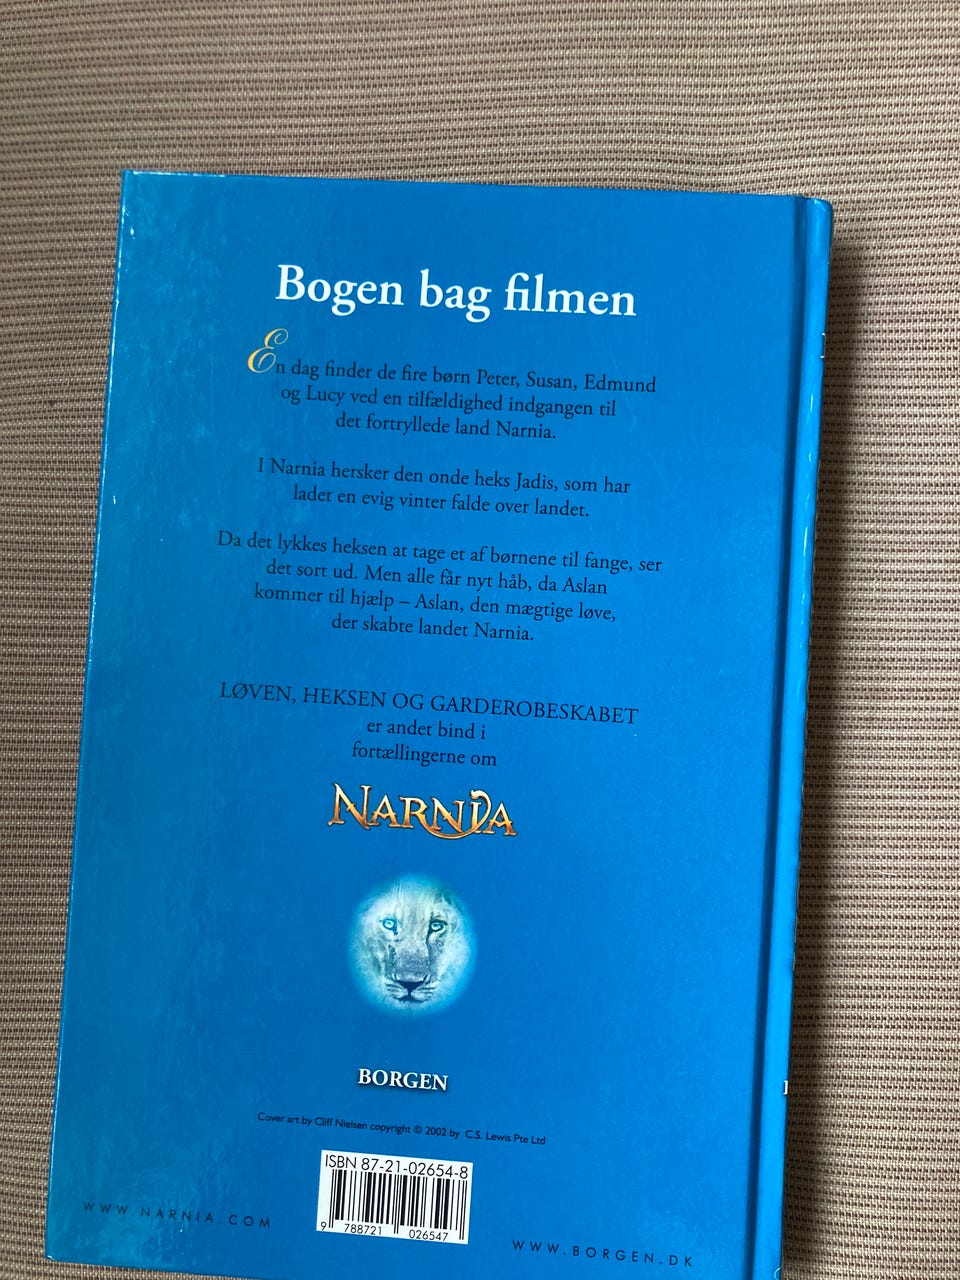 Bogen bag filmen
En dag finder de fire børn Peter, Susan, Edmund
og Lucy ved en tilfældighed indgangen til
det fortryllede land Narnia.
I Narnia hersker den onde heks Jadis, som har
ladet en evig vinter falde over landet.
Da det lykkes heksen at tage et af børnene til fange, ser
det sort ud. Men alle får nyt håb, da Aslan
kommer til hjælp – Aslan, den mægtige løve,
der skabte landet Narnia.
LØVEN, HEKSEN OG GARDEROBESKABET
er andet bind i
fortællingerne om
NARNIA
BORGEN
Cover art by Cliff Nielsen copyright © 2002 by C.S. Lewis Pte Ltd
ISBN 87-21-02654-8
9 788721 026547
WWW.NARNIA.COM
WWW.BORGEN.DK